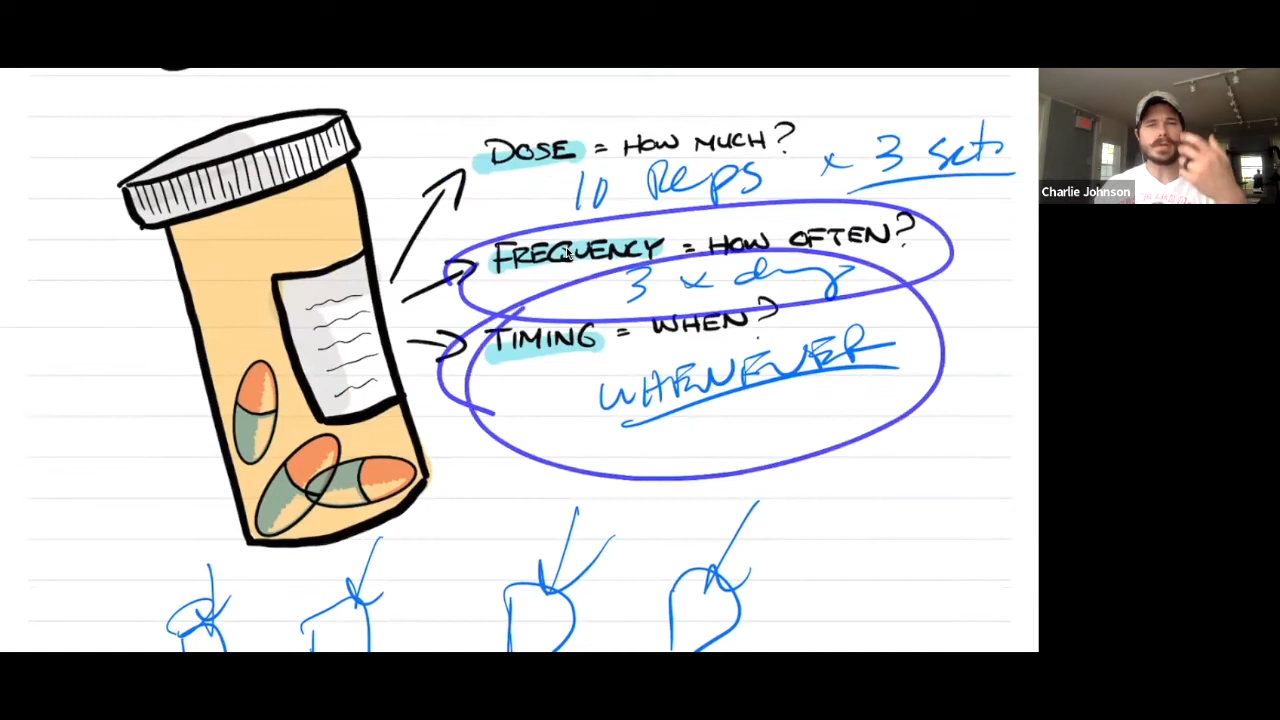 DOSE = HOW MUCH?
10 Reps x 3 sets
FREQUENCY = HOW OFTEN?
3 x day
TIMING = WHEN?
WHENEVER
Charlie Johnson